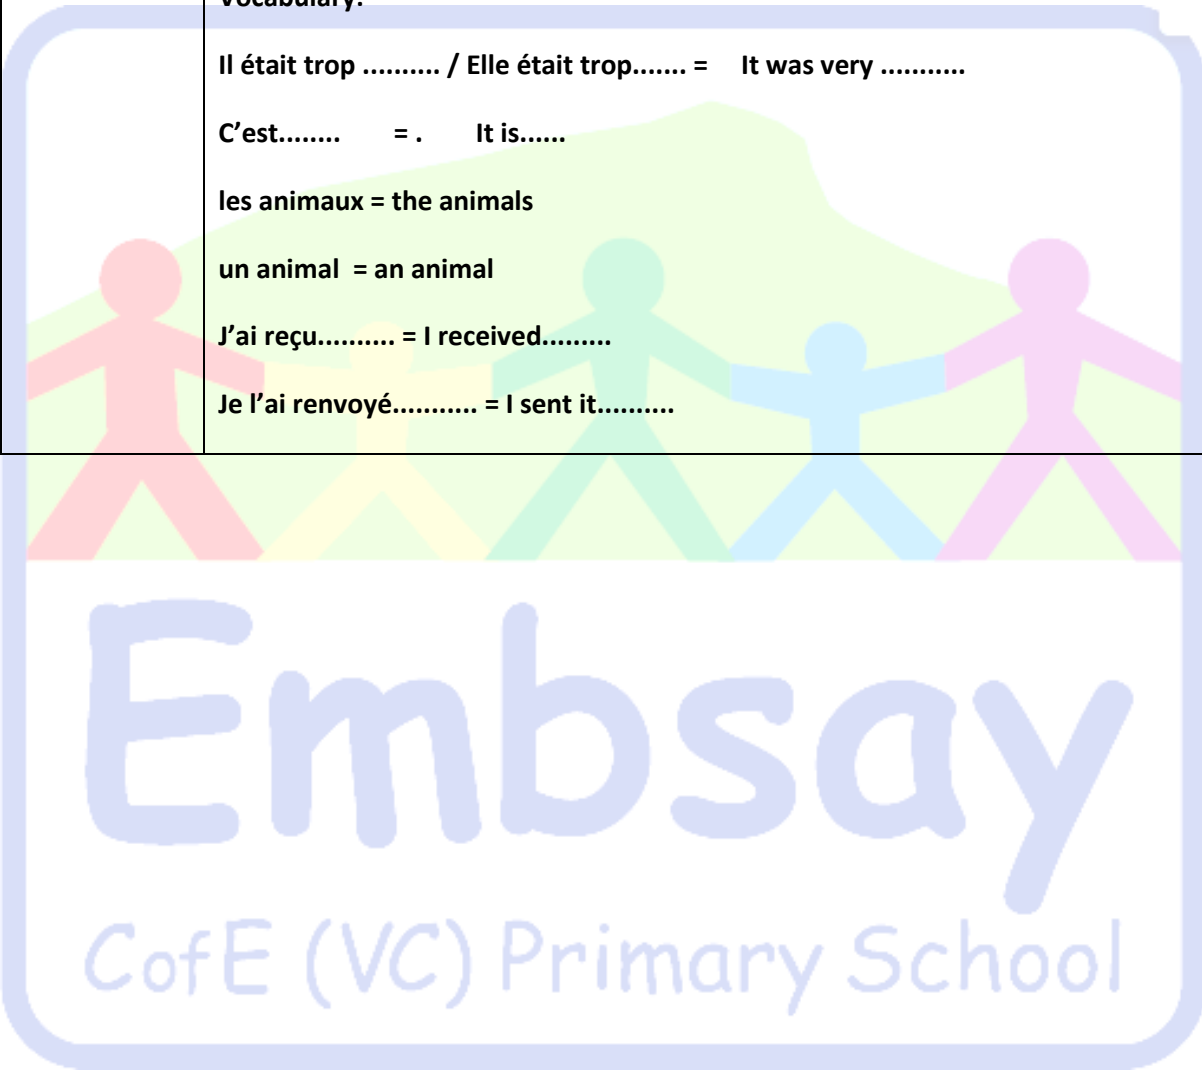 Vocabulary:
Il était trop .......... / Elle était trop....... = It was very ...........
C’est........ = . It is......
les animaux = the animals
un animal = an animal
J’ai reçu.......... = I received.........
Je l’ai renvoyé........... = I sent it..........
Embsay
CofE (VC) Primary School